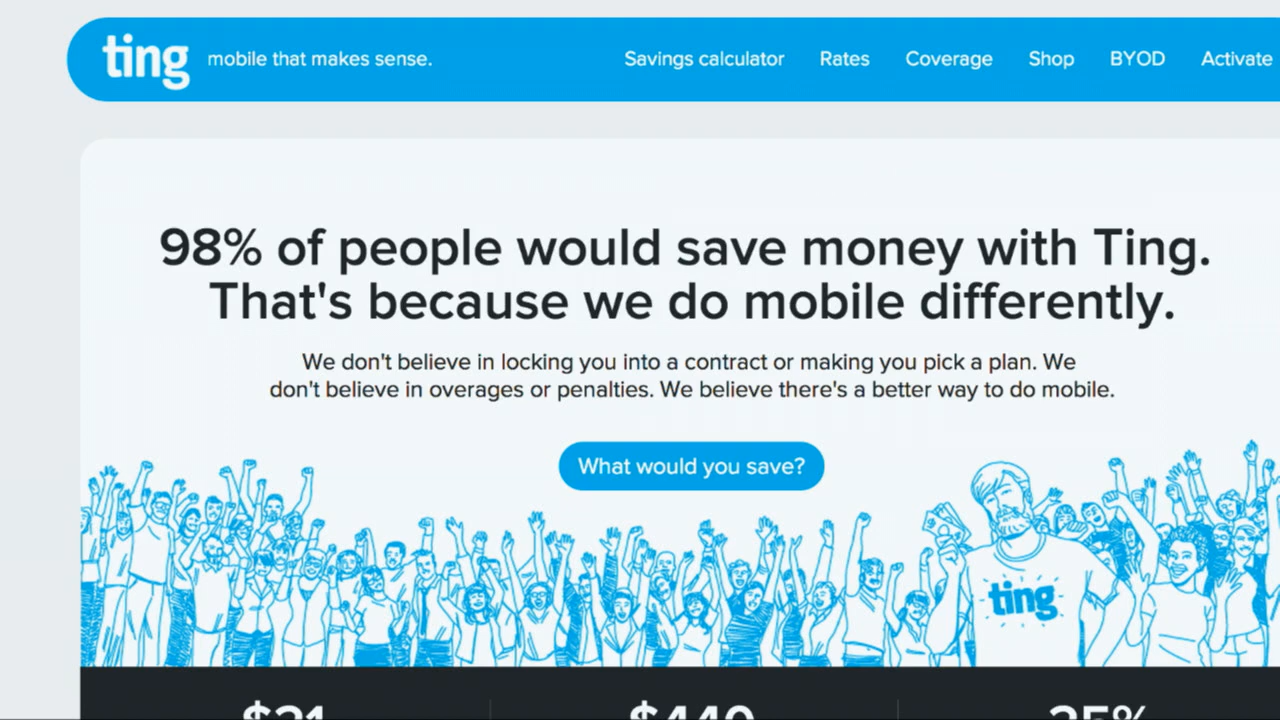 ting mobile that makes sense. Savings calculator Rates Coverage Shop BYOD Activate
98% of people would save money with Ting.
That's because we do mobile differently.
We don't believe in locking you into a contract or making you pick a plan. We
don't believe in overages or penalties. We believe there's a better way to do mobile.
What would you save?
ting
$21 $440 25%